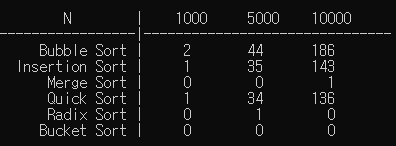 N | 1000 5000 10000
---------------|---------------------------
Bubble Sort | 2 44 186
Insertion Sort | 1 35 143
Merge Sort | 0 0 1
Quick Sort | 1 34 136
Radix Sort | 0 1 0
Bucket Sort | 0 0 0